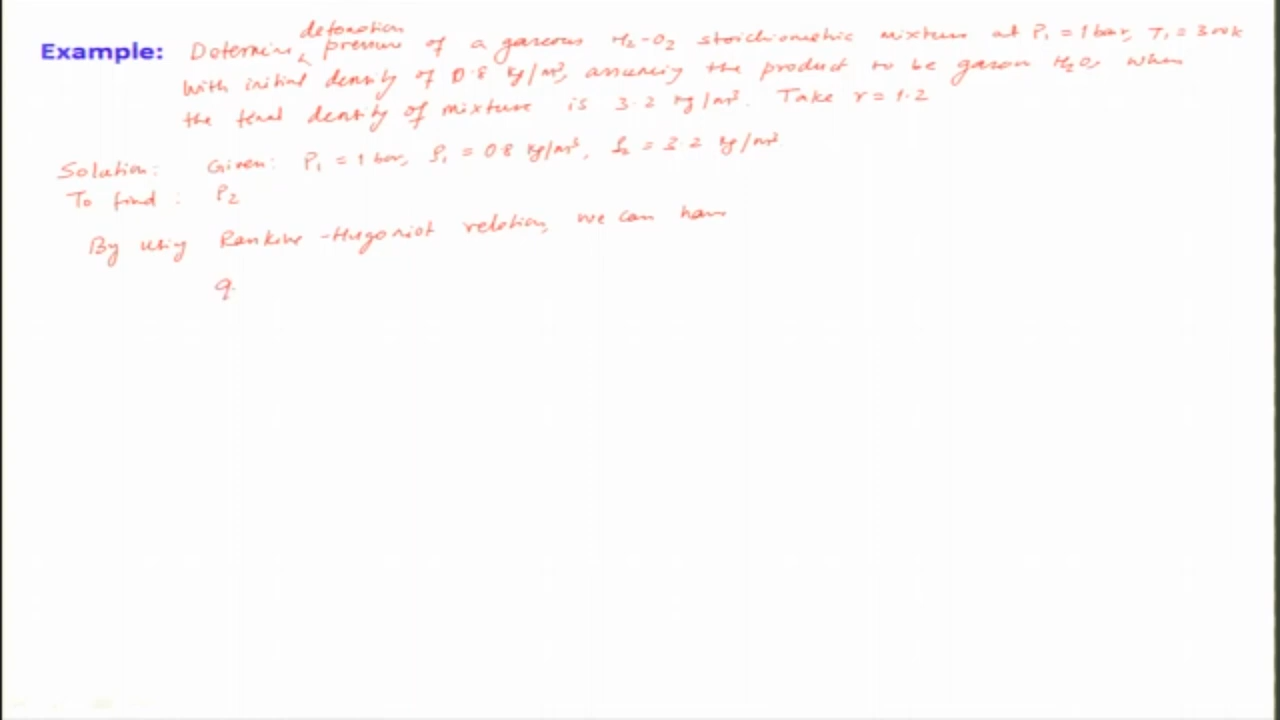 detonation
Example: Determine pressure of a gaseous H2-O2 stoichiometric mixture at P1 = 1 bar, T1 = 300K
with initial density of 0.8 kg/m³, assuming the product to be gaseous H2O, when
the final density of mixture is 3.2 kg/m³. Take r = 1.2
Solution: Given: P1 = 1 bar, ρ1 = 0.8 kg/m³, ρ2 = 3.2 kg/m³
To find : P2
By using Rankine-Hugoniot relation, we can have
q